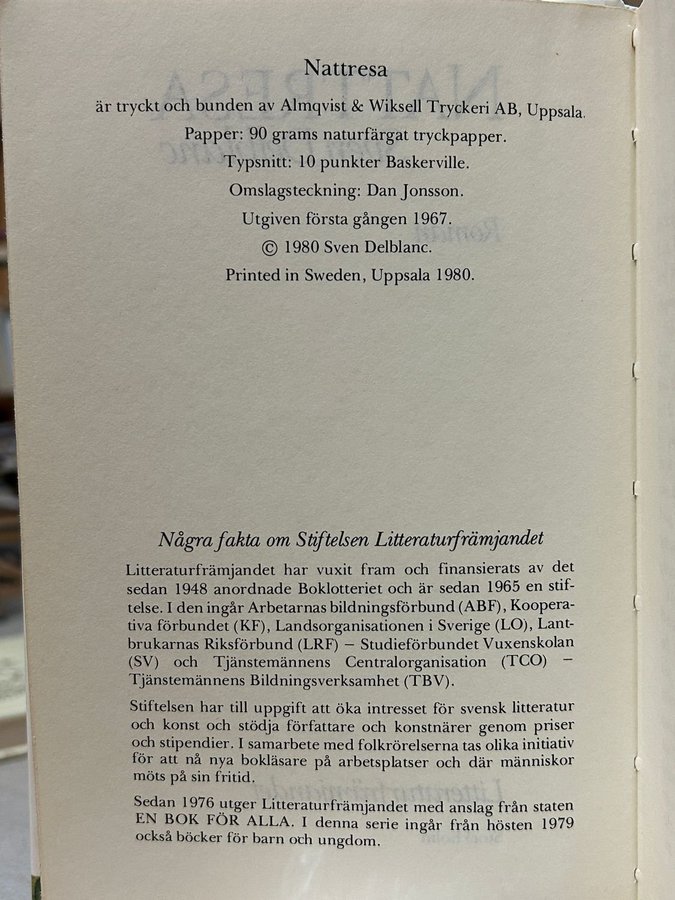 Nattresa
är tryckt och bunden av Almqvist & Wiksell Tryckeri AB, Uppsala.
Papper: 90 grams naturfärgat tryckpapper.
Typsnitt: 10 punkter Baskerville.
Omslagsteckning: Dan Jonsson.
Utgiven första gången 1967.
© 1980 Sven Delblanc.
Printed in Sweden, Uppsala 1980.
Några fakta om Stiftelsen Litteraturfrämjandet
Litteraturfrämjandet har vuxit fram och finansierats av det
sedan 1948 anordnade Boklotteriet och är sedan 1965 en stif-
telse. I den ingår Arbetarnas bildningsförbund (ABF), Koopera-
tiva förbundet (KF), Landsorganisationen i Sverige (LO), Lant-
brukarnas Riksförbund (LRF) – Studieförbundet Vuxenskolan
(SV) och Tjänstemännens Centralorganisation (TCO) –
Tjänstemännens Bildningsverksamhet (TBV).
Stiftelsen har till uppgift att öka intresset för svensk litteratur
och konst och stödja författare och konstnärer genom priser
och stipendier. I samarbete med folkrörelserna tas olika initiativ
för att nå nya bokläsare på arbetsplatser och där människor
möts på sin fritid.
Sedan 1976 utger Litteraturfrämjandet med anslag från staten
EN BOK FÖR ALLA. I denna serie ingår från hösten 1979
också böcker för barn och ungdom.